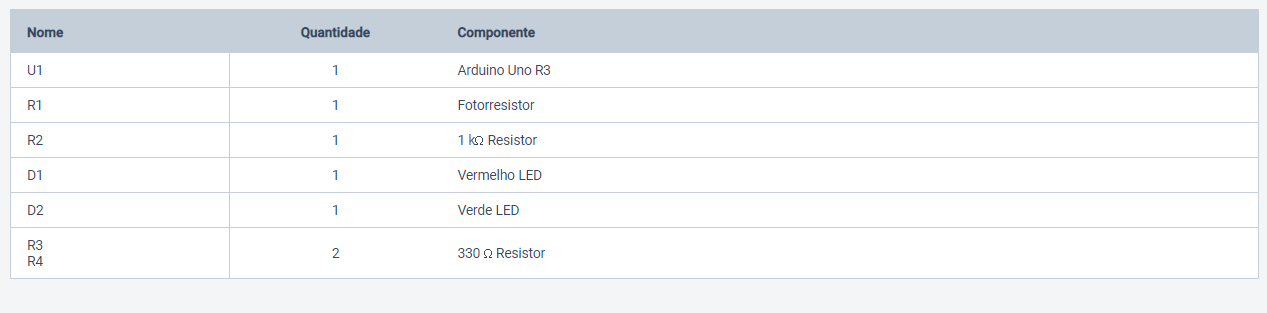 Nome Quantidade Componente
U1 1 Arduino Uno R3
R1 1 Fotorresistor
R2 1 1 kΩ Resistor
D1 1 Vermelho LED
D2 1 Verde LED
R3
R4 2 330 Ω Resistor